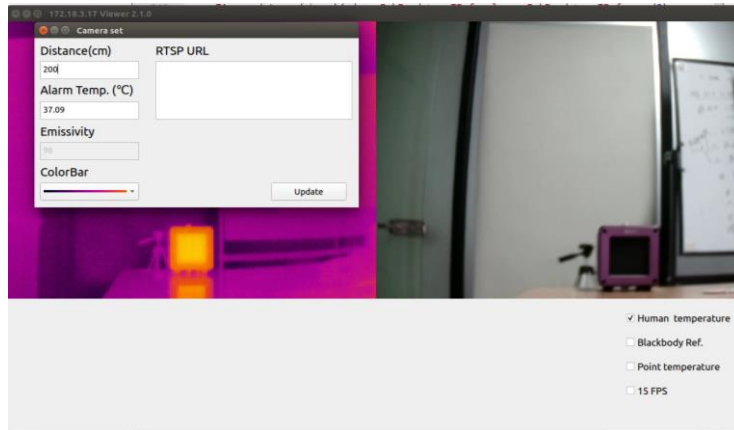 172.18.3.17 Viewer 2.1.0
Camera set
Distance(cm)
RTSP URL
200
Alarm Temp. (℃)
37.09
Emissivity
96
ColorBar
Update
Human temperature
Blackbody Ref.
Point temperature
15 FPS